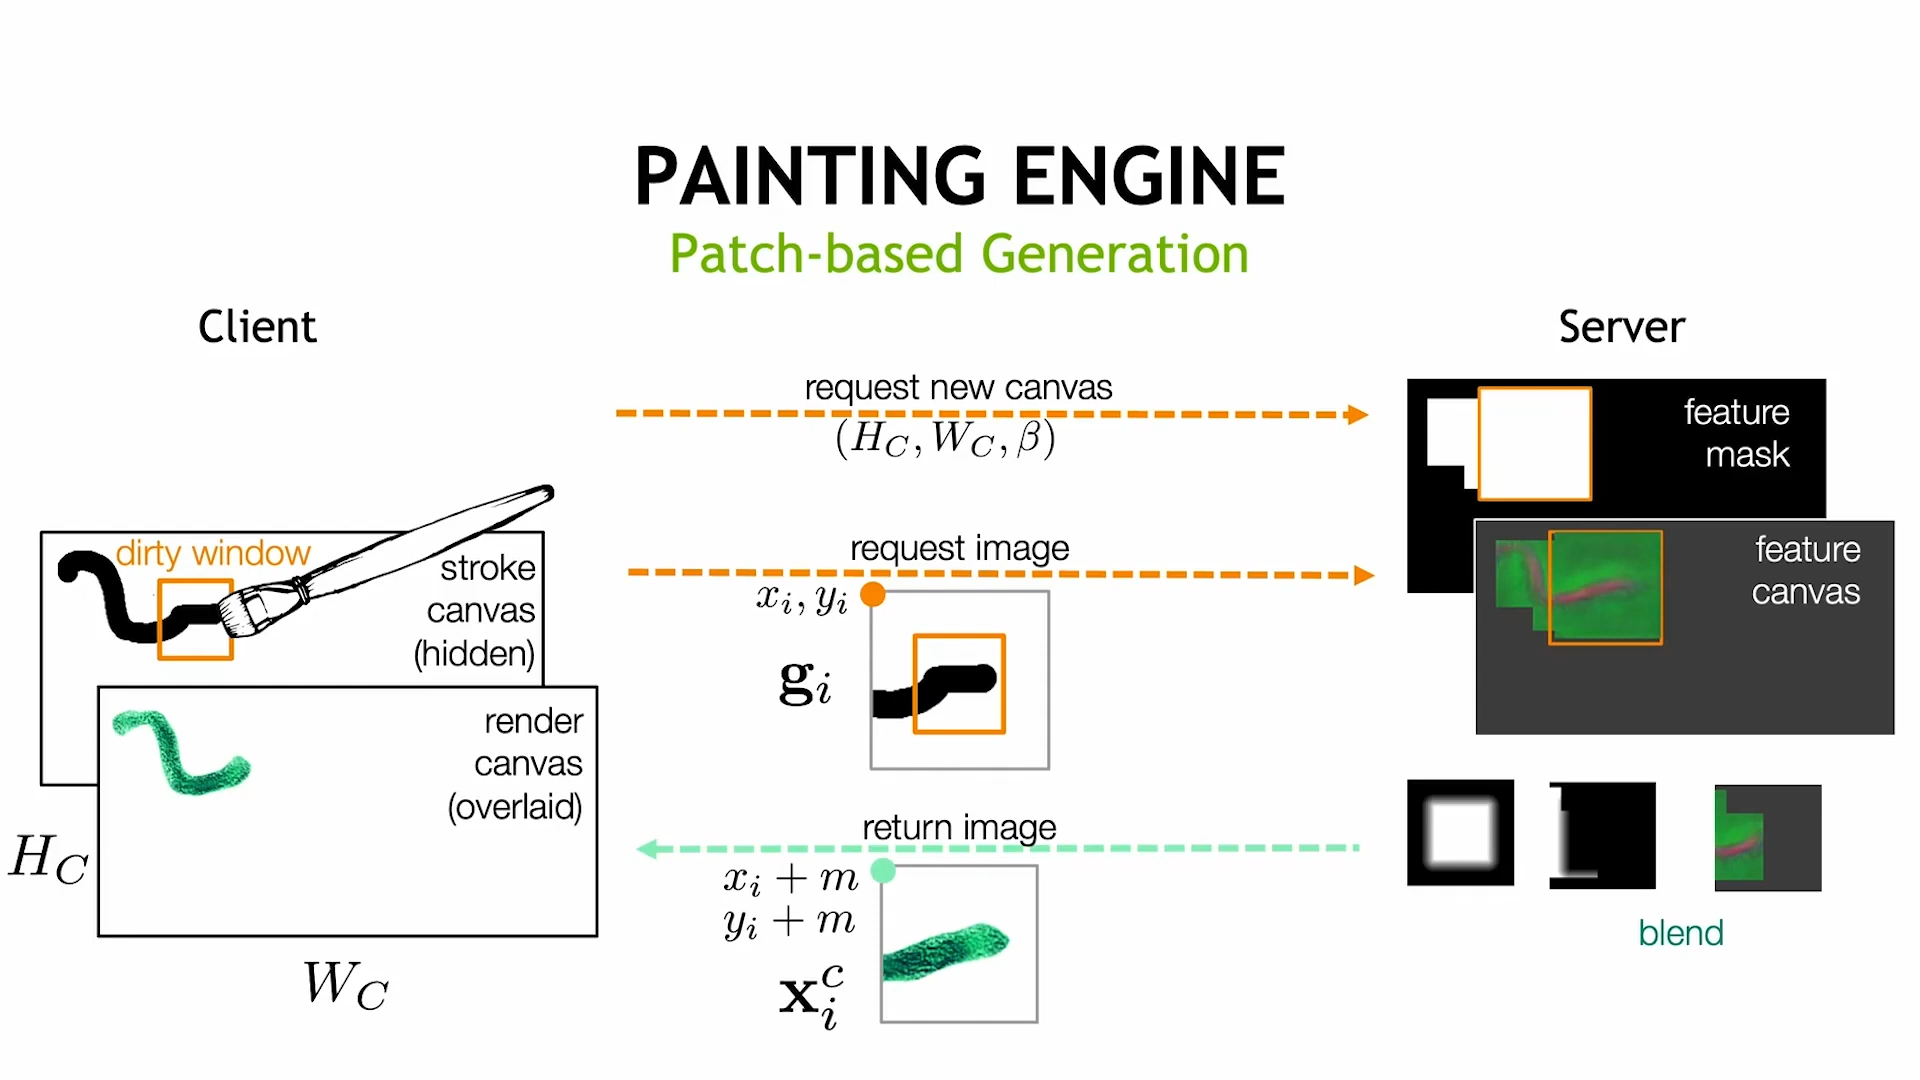 PAINTING ENGINE
Patch-based Generation
Client
Server
request new canvas
(H_C, W_C, β)
feature
mask
dirty window
stroke
canvas
(hidden)
request image
x_i, y_i
g_i
feature
canvas
render
canvas
(overlaid)
H_C
W_C
return image
x_i + m
y_i + m
x_i^c
blend